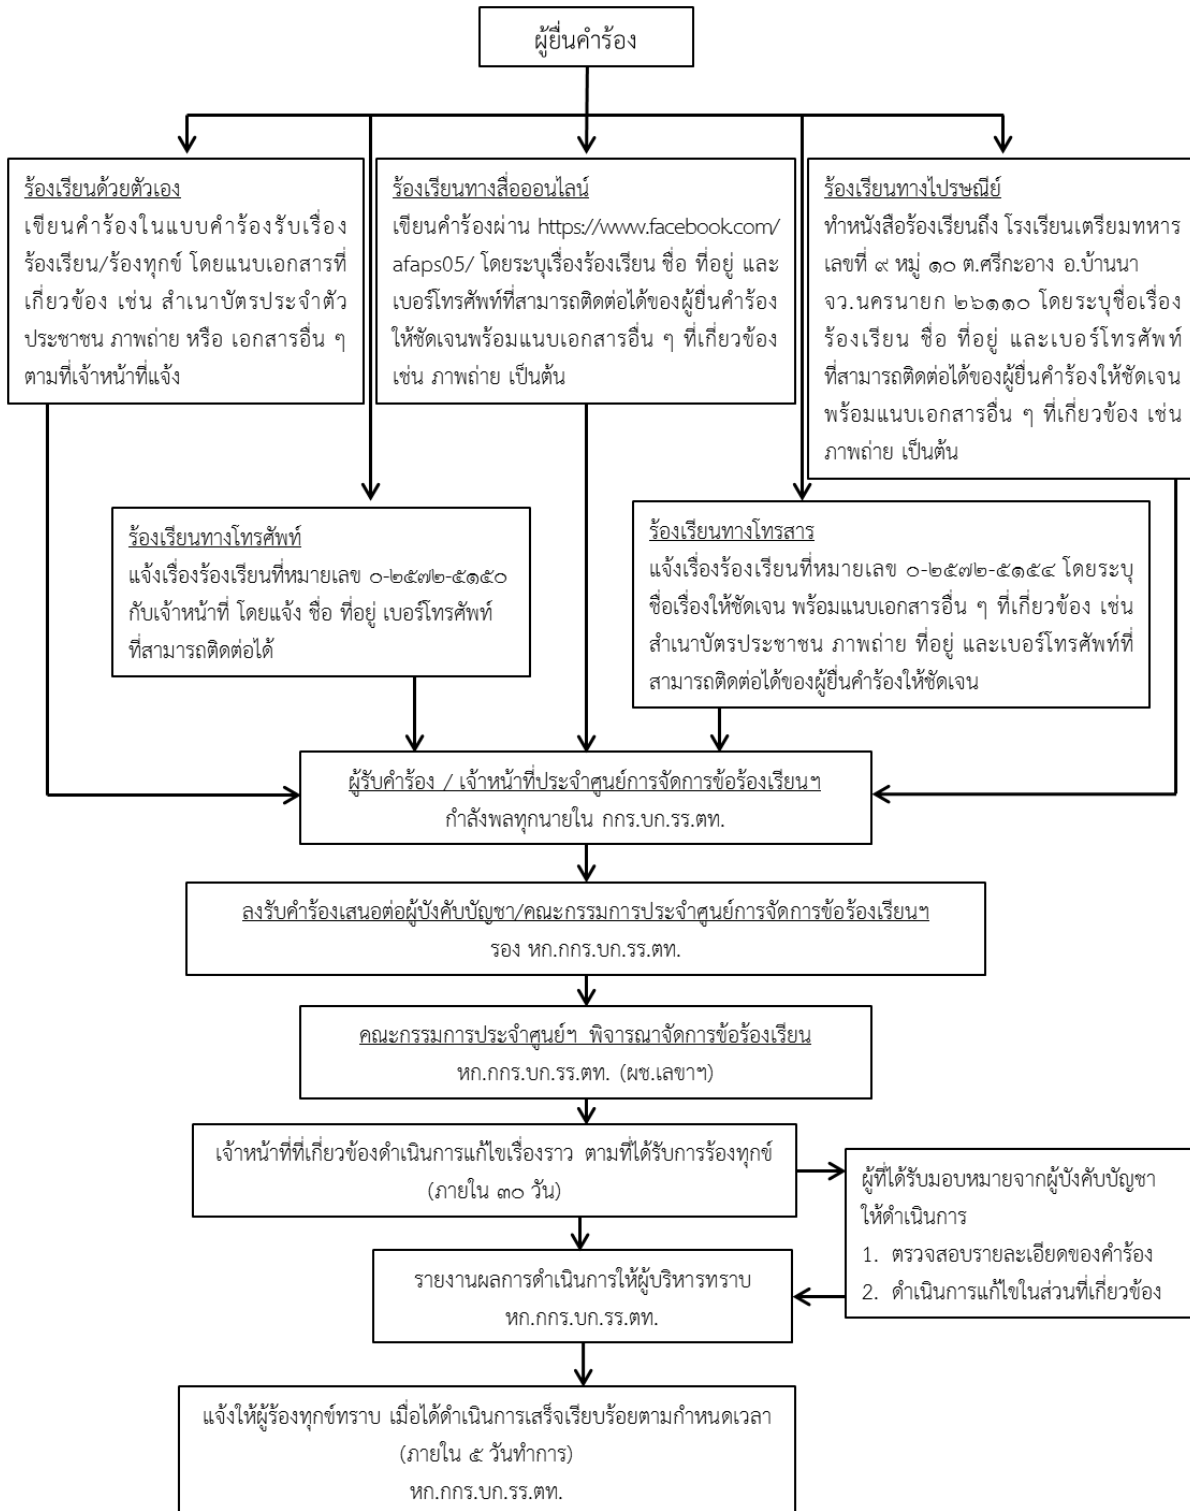 ผู้ยื่นคำร้อง
ร้องเรียนด้วยตัวเอง
เขียนคำร้องในแบบคำร้องรับเรื่อง
ร้องเรียน/ร้องทุกข์ โดยแนบเอกสารที่
เกี่ยวข้อง เช่น สำเนาบัตรประจำตัว
ประชาชน ภาพถ่าย หรือ เอกสารอื่น ๆ
ตามที่เจ้าหน้าที่แจ้ง
ร้องเรียนทางสื่อออนไลน์
เขียนคำร้องผ่าน https://www.facebook.com/
afaps05/ โดยระบุเรื่องร้องเรียน ชื่อ ที่อยู่ และ
เบอร์โทรศัพท์ที่สามารถติดต่อได้ของผู้ยื่นคำร้อง
ให้ชัดเจนพร้อมแนบเอกสารอื่น ๆ ที่เกี่ยวข้อง
เช่น ภาพถ่าย เป็นต้น
ร้องเรียนทางไปรษณีย์
ทำหนังสือร้องเรียนถึง โรงเรียนเตรียมทหาร
เลขที่ ๙ หมู่ ๑๐ ต.ศรีกะอาง อ.บ้านนา
จว.นครนายก ๒๖๑๑๐ โดยระบุชื่อเรื่อง
ร้องเรียน ชื่อ ที่อยู่ และเบอร์โทรศัพท์
ที่สามารถติดต่อได้ของผู้ยื่นคำร้องให้ชัดเจน
พร้อมแนบเอกสารอื่น ๆ ที่เกี่ยวข้อง เช่น
ภาพถ่าย เป็นต้น
ร้องเรียนทางโทรศัพท์
แจ้งเรื่องร้องเรียนที่หมายเลข ๐-๒๕๗๒-๕๑๕๐
กับเจ้าหน้าที่ โดยแจ้ง ชื่อ ที่อยู่ เบอร์โทรศัพท์
ที่สามารถติดต่อได้
ร้องเรียนทางโทรสาร
แจ้งเรื่องร้องเรียนที่หมายเลข ๐-๒๕๗๒-๕๑๕๔ โดยระบุ
ชื่อเรื่องให้ชัดเจน พร้อมแนบเอกสารอื่น ๆ ที่เกี่ยวข้อง เช่น
สำเนาบัตรประชาชน ภาพถ่าย ที่อยู่ และเบอร์โทรศัพท์ที่
สามารถติดต่อได้ของผู้ยื่นคำร้องให้ชัดเจน
ผู้รับคำร้อง / เจ้าหน้าที่ประจำศูนย์การจัดการข้อร้องเรียนฯ
กำลังพลทุกนายใน กกร.บก.รร.ตท.
ลงรับคำร้องเสนอต่อผู้บังคับบัญชา/คณะกรรมการประจำศูนย์การจัดการข้อร้องเรียนฯ
รอง หก.กกร.บก.รร.ตท.
คณะกรรมการประจำศูนย์ฯ พิจารณาจัดการข้อร้องเรียน
หก.กกร.บก.รร.ตท. (ผช.เลขาฯ)
เจ้าหน้าที่ที่เกี่ยวข้องดำเนินการแก้ไขเรื่องราว ตามที่ได้รับการร้องทุกข์
(ภายใน ๓๐ วัน)
ผู้ที่ได้รับมอบหมายจากผู้บังคับบัญชา
ให้ดำเนินการ
1. ตรวจสอบรายละเอียดของคำร้อง
2. ดำเนินการแก้ไขในส่วนที่เกี่ยวข้อง
รายงานผลการดำเนินการให้ผู้บริหารทราบ
หก.กกร.บก.รร.ตท.
แจ้งให้ผู้ร้องทุกข์ทราบ เมื่อได้ดำเนินการเสร็จเรียบร้อยตามกำหนดเวลา
(ภายใน ๕ วันทำการ)
หก.กกร.บก.รร.ตท.